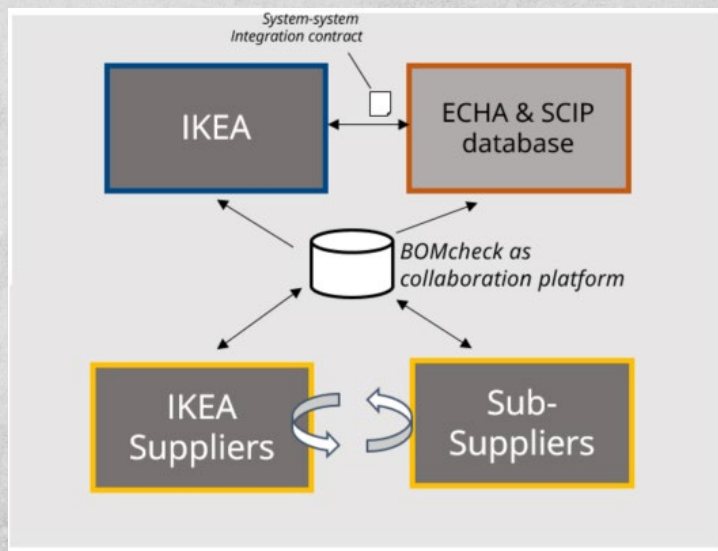 System-system
Integration contract
IKEA
ECHA & SCIP
database
BOMcheck as
collaboration platform
IKEA
Suppliers
Sub-
Suppliers